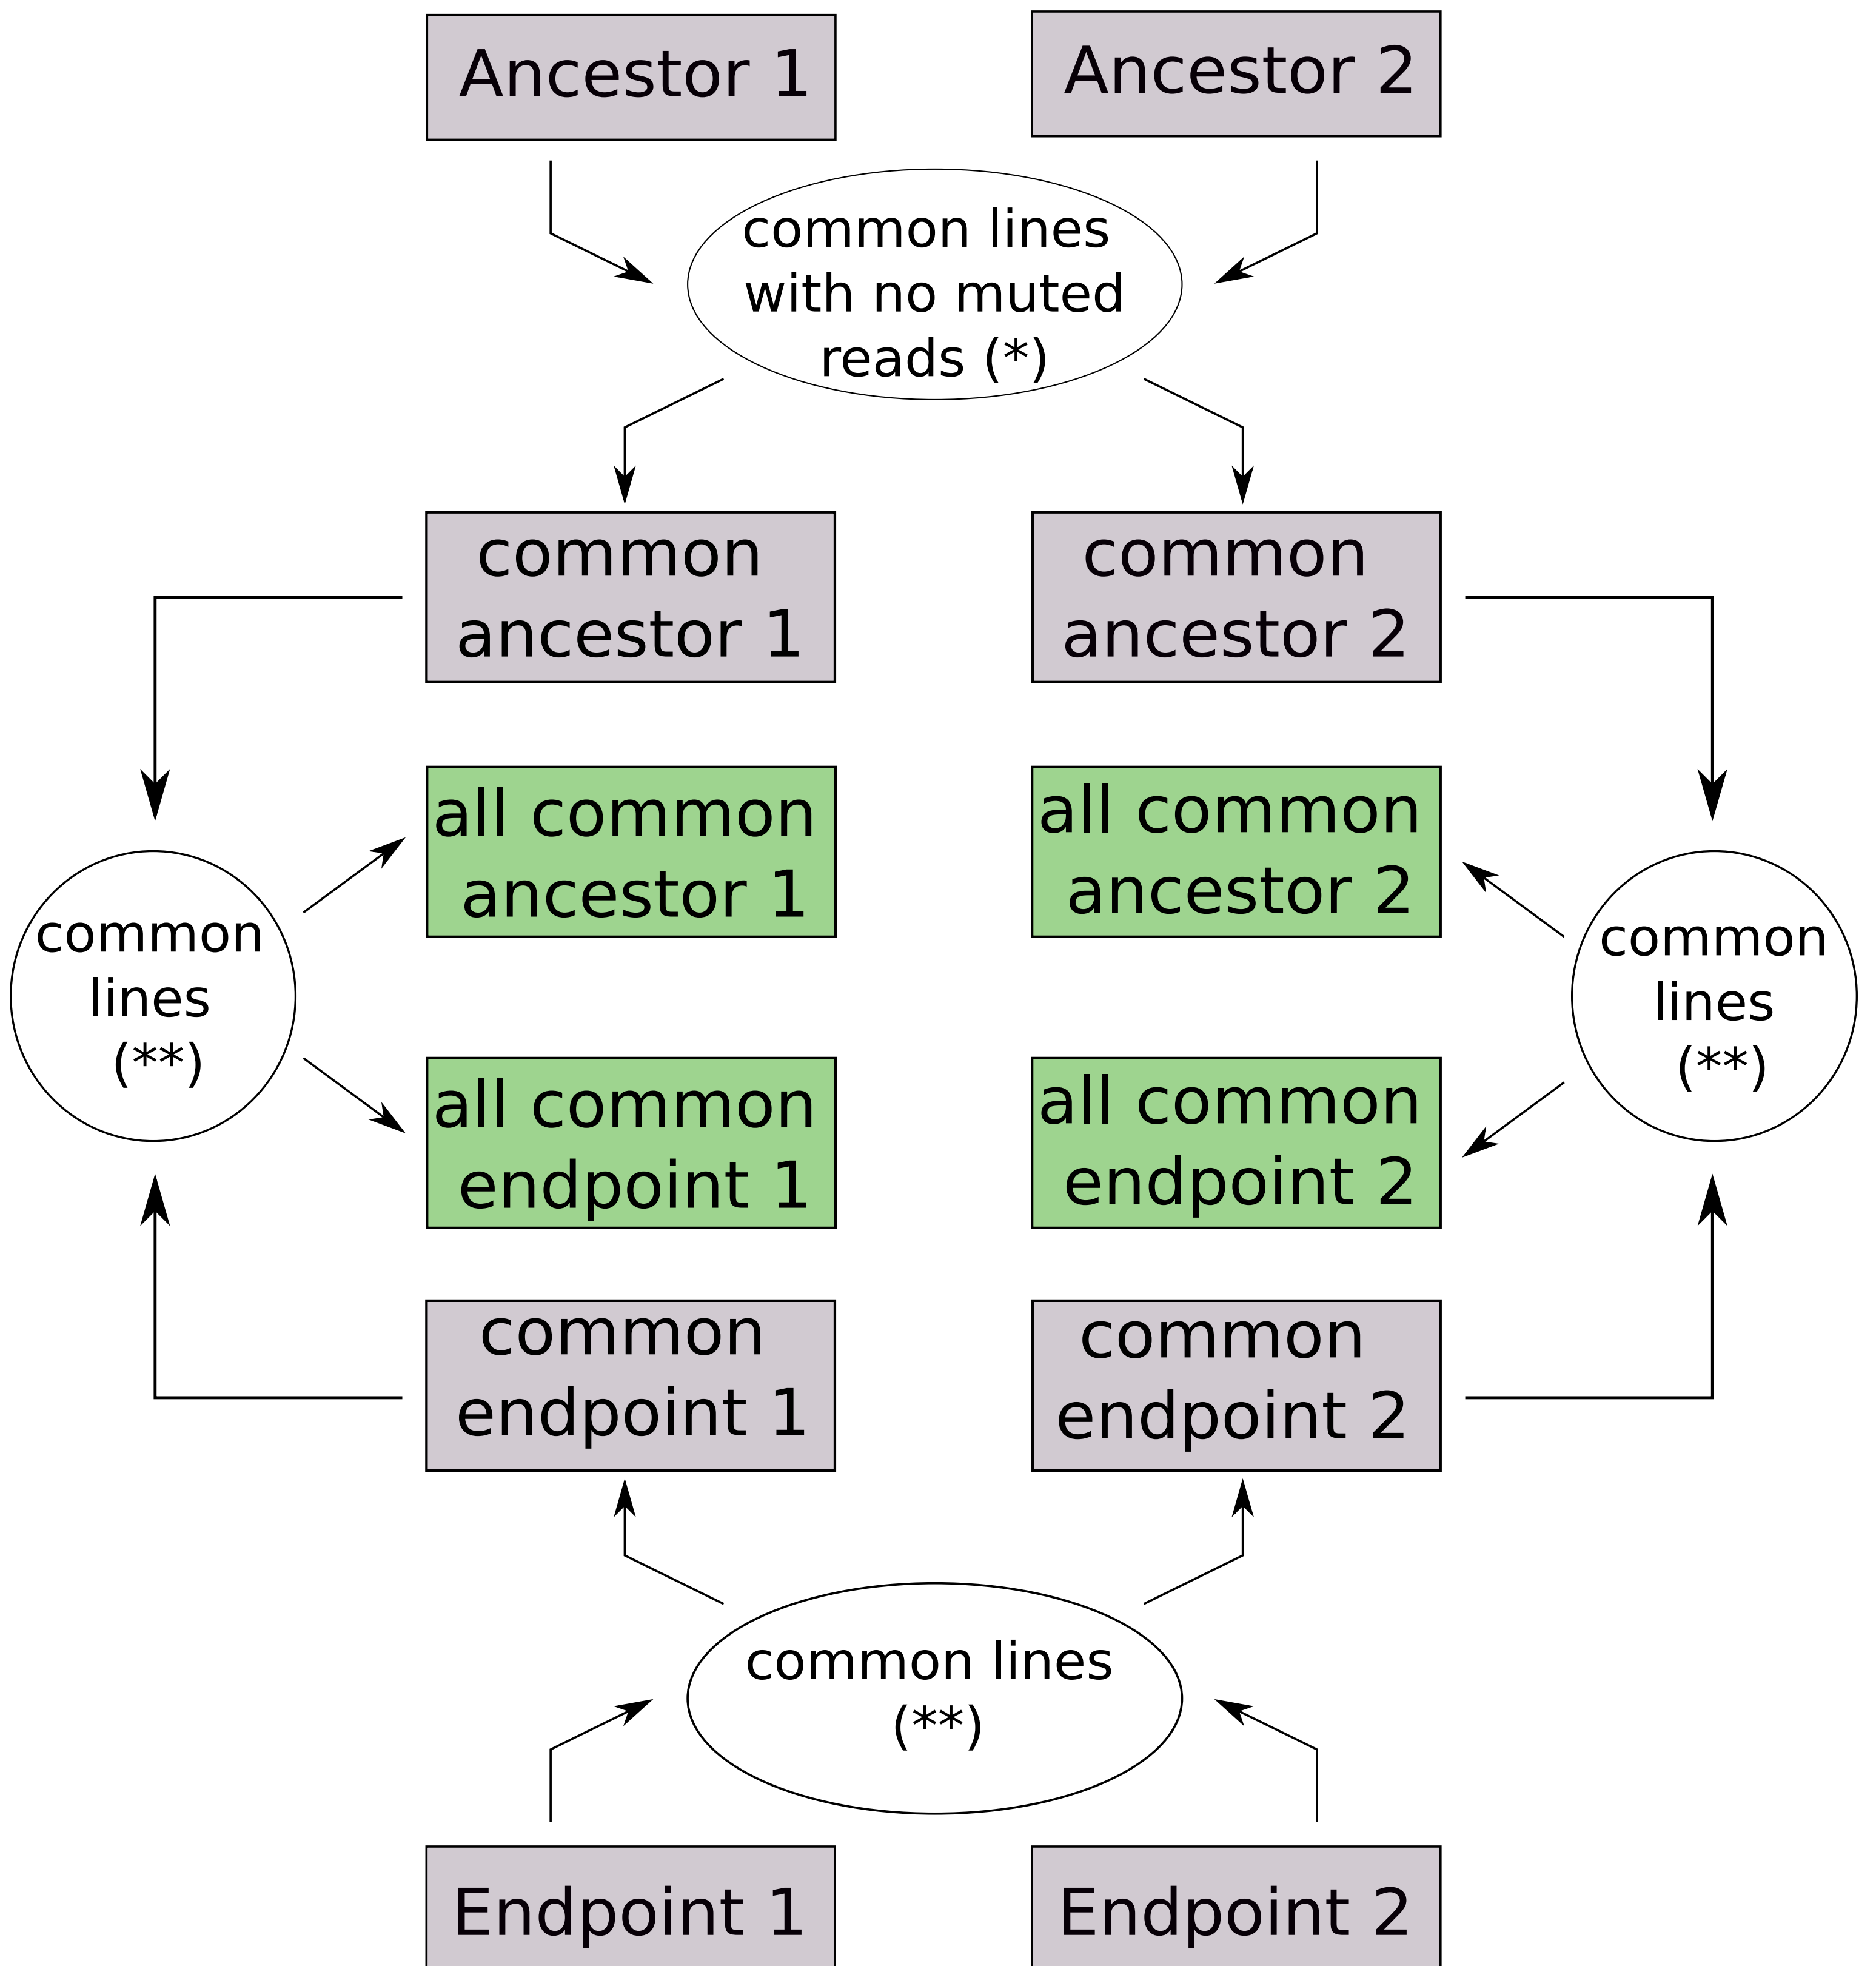 Ancestor 1
Ancestor 2
common lines
with no muted
reads (*)
common
ancestor 1
common
ancestor 2
all common
ancestor 1
all common
ancestor 2
common
lines
(**)
common
lines
(**)
all common
endpoint 1
all common
endpoint 2
common
endpoint 1
common
endpoint 2
common lines
(**)
Endpoint 1
Endpoint 2